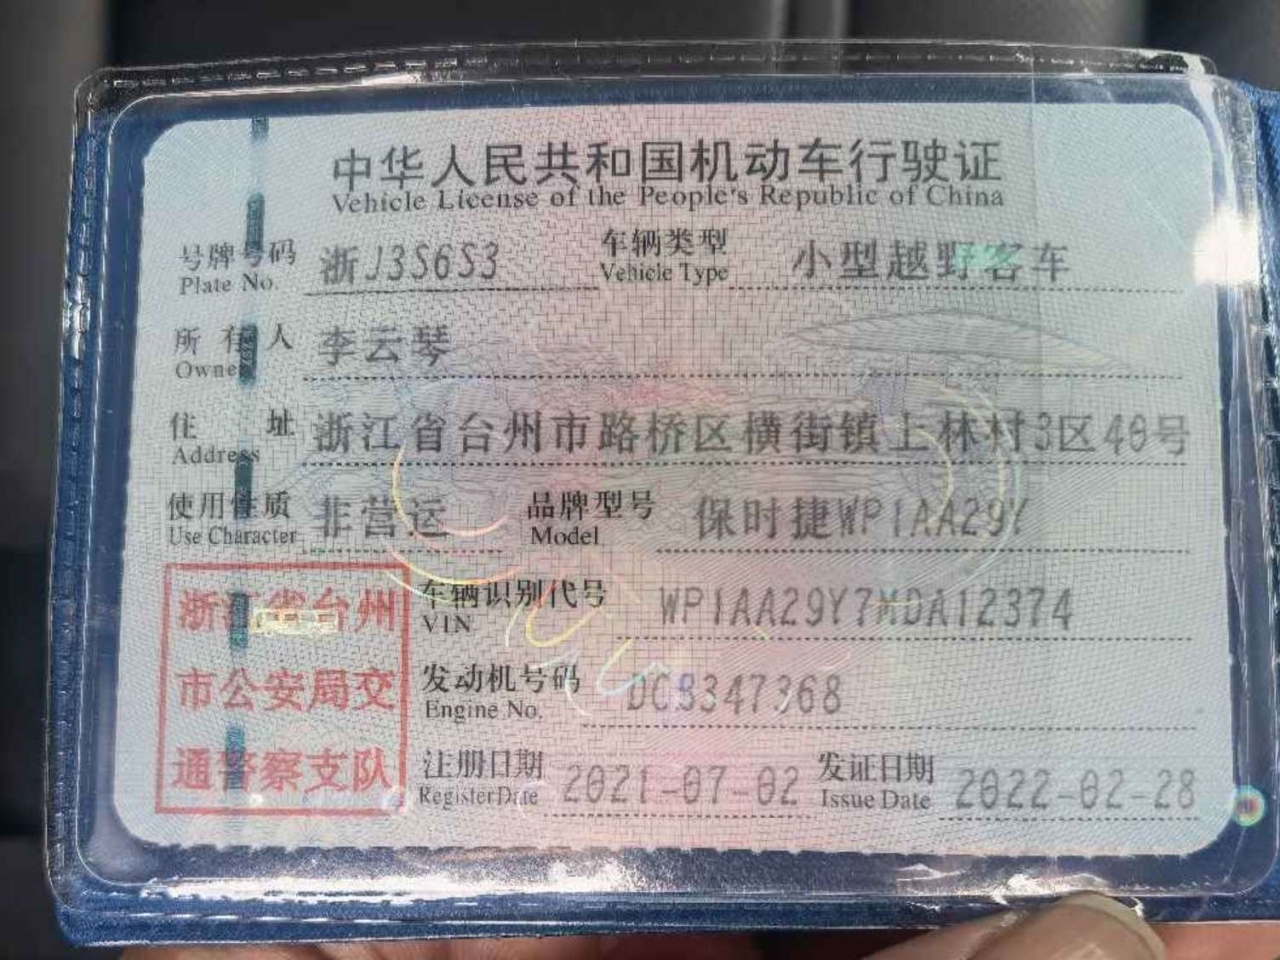 中华人民共和国机动车行驶证
Vehicle License of the People's Republic of China
号牌号码 浙J3S6S3 车辆类型 小型越野客车
Plate No. Vehicle Type
所有人 李云琴
Owner
住址 浙江省台州市路桥区横街镇上林村3区40号
Address
使用性质 非营运 品牌型号 保时捷WP1AA29Y
Use Character Model
浙江省台州
市公安局交
通警察支队
车辆识别代号 WP1AA29Y7MDA12374
VIN
发动机号码 DCB347368
Engine No.
注册日期 2021-07-02 发证日期 2022-02-28
Register Date Issue Date